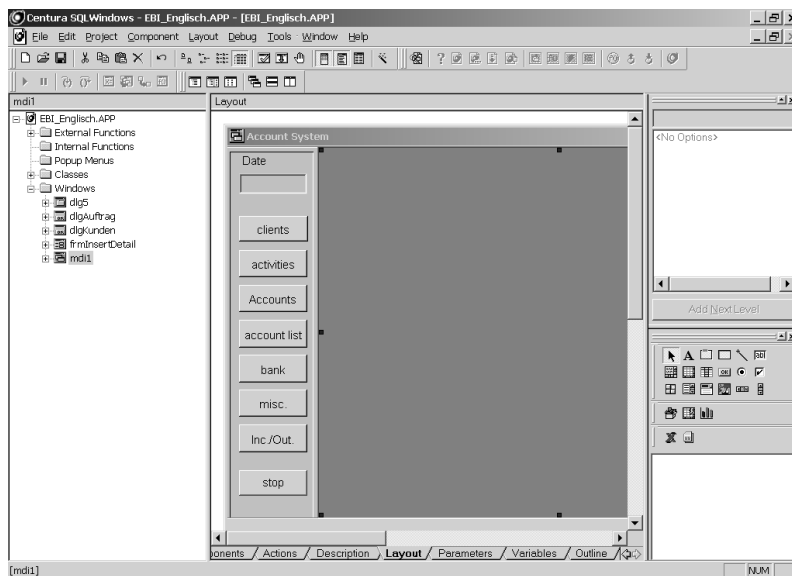 Centura SQLWindows - EBI_Englisch.APP - [EBI_Englisch.APP]
File Edit Project Component Layout Debug Tools Window Help
mdi1
Layout
EBI_Englisch.APP
External Functions
Internal Functions
Popup Menus
Classes
Windows
dlg5
dlgAuftrag
dlgKunden
frmInsertDetail
mdi1
Account System
Date
clients
activities
Accounts
account list
bank
misc.
Inc./Out.
stop
<No Options>
Add Next Level
onents Actions Description Layout Parameters Variables Outline
[mdi1]
NUM